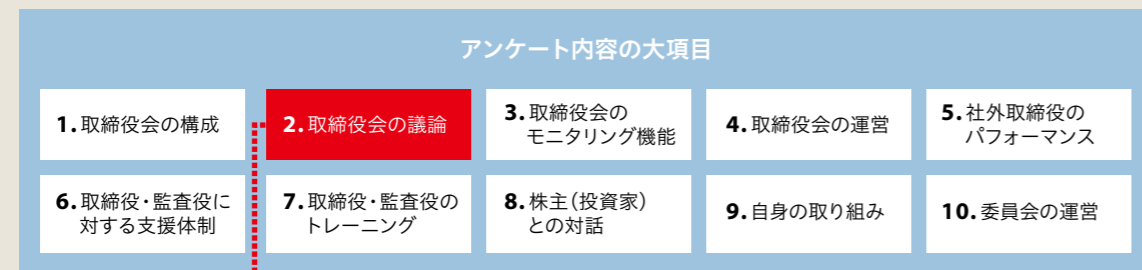 アンケート内容の大項目
1.取締役会の構成
2.取締役会の議論
3.取締役会の
モニタリング機能
4.取締役会の運営
5.社外取締役の
パフォーマンス
6.取締役・監査役に
対する支援体制
7.取締役・監査役の
トレーニング
8.株主(投資家)
との対話
9.自身の取り組み
10.委員会の運営